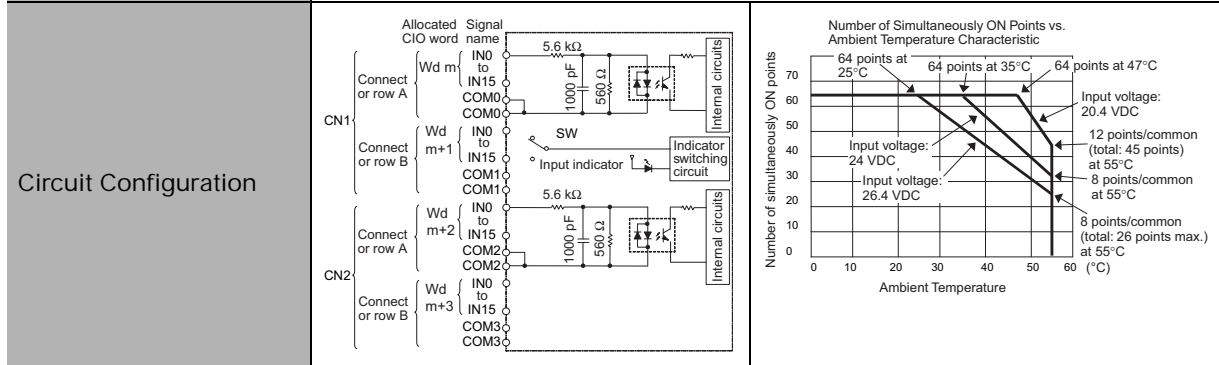 Circuit Configuration
Allocated Signal
CIO word name
CN1
Connect
or row A
Wd m
IN0
to
IN15
COM0
COM0
5.6 kΩ
1000 pF
560 Ω
Internal circuits
Connect
or row B
Wd
m+1
IN0
to
IN15
COM1
COM1
SW
Input indicator
Indicator
switching
circuit
CN2
Connect
or row A
Wd
m+2
IN0
to
IN15
COM2
COM2
5.6 kΩ
1000 pF
560 Ω
Internal circuits
Connect
or row B
Wd
m+3
IN0
to
IN15
COM3
COM3
Number of Simultaneously ON Points vs.
Ambient Temperature Characteristic
64 points at
25°C
64 points at 35°C
64 points at 47°C
Number of simultaneously ON points
70
60
50
40
30
20
10
0
Input voltage:
20.4 VDC
Input voltage:
24 VDC
Input voltage:
26.4 VDC
12 points/common
(total: 45 points)
at 55°C
8 points/common
at 55°C
8 points/common
(total: 26 points max.)
at 55°C
0 10 20 30 40 50 60 (°C)
Ambient Temperature